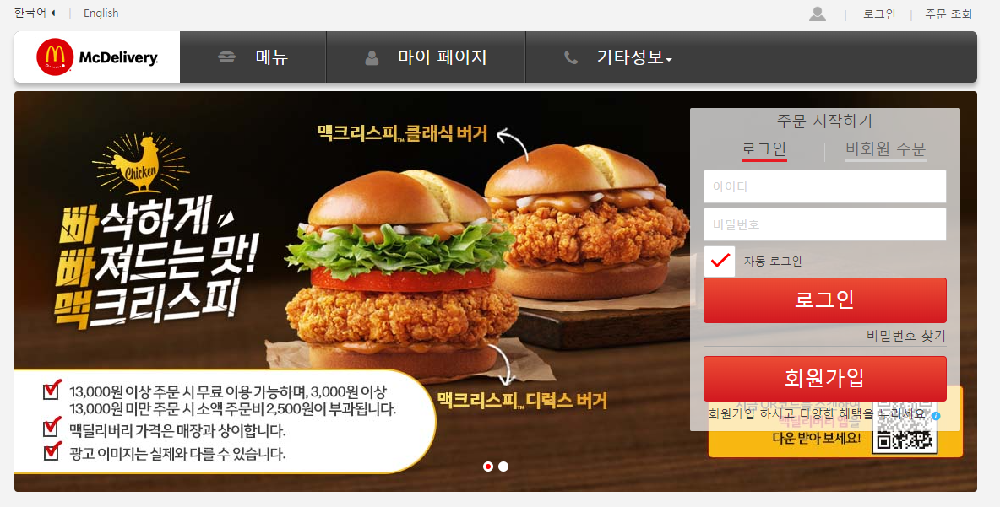 한국어
English
로그인
주문 조회
McDelivery
메뉴
마이 페이지
기타정보
맥크리스피™ 클래식 버거
Chicken
빠삭하게
빠져드는 맛!
맥크리스피
맥크리스피™ 디럭스 버거
13,000원 이상 주문 시 무료 이용 가능하며, 3,000원 이상
13,000원 미만 주문 시 소액 주문비 2,500원이 부과됩니다.
맥딜리버리 가격은 매장과 상이합니다.
광고 이미지는 실제와 다를 수 있습니다.
주문 시작하기
로그인
비회원 주문
아이디
비밀번호
자동 로그인
로그인
비밀번호 찾기
회원가입
회원가입 하시고 다양한 혜택을 누리세요.
맥딜리버리 앱을
다운 받아 보세요!